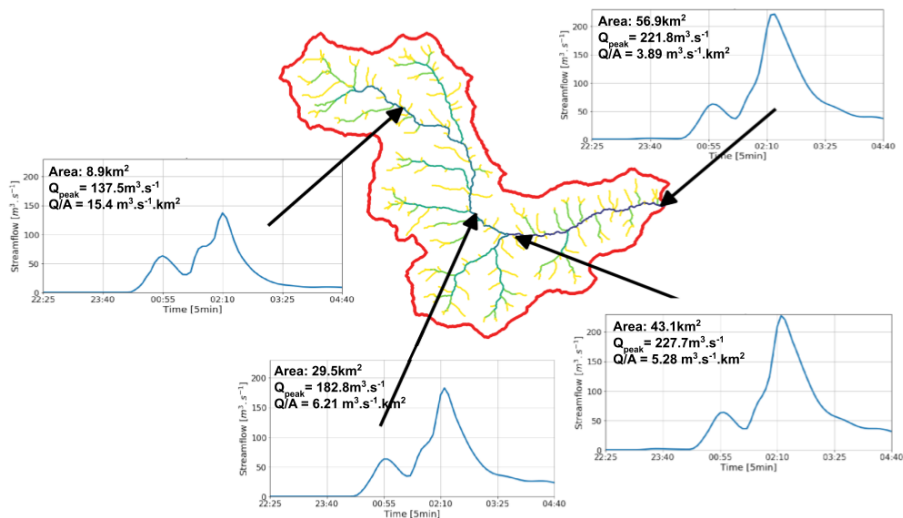 Area: 56.9km²
Q_peak = 221.8m³.s⁻¹
Q/A = 3.89 m³.s⁻¹.km²
Streamflow [m³.s⁻¹]
200
150
100
50
0
22:25 23:40 00:55 02:10 03:25 04:40
Time [5min]
Area: 8.9km²
Q_peak = 137.5m³.s⁻¹
Q/A = 15.4 m³.s⁻¹.km²
Streamflow [m³.s⁻¹]
200
150
100
50
0
22:25 23:40 00:55 02:10 03:25 04:40
Time [5min]
Area: 43.1km²
Q_peak = 227.7m³.s⁻¹
Q/A = 5.28 m³.s⁻¹.km²
Streamflow [m³.s⁻¹]
200
150
100
50
0
22:25 23:40 00:55 02:10 03:25 04:40
Time [5min]
Area: 29.5km²
Q_peak = 182.8m³.s⁻¹
Q/A = 6.21 m³.s⁻¹.km²
Streamflow [m³.s⁻¹]
200
150
100
50
0
22:25 23:40 00:55 02:10 03:25 04:40
Time [5min]